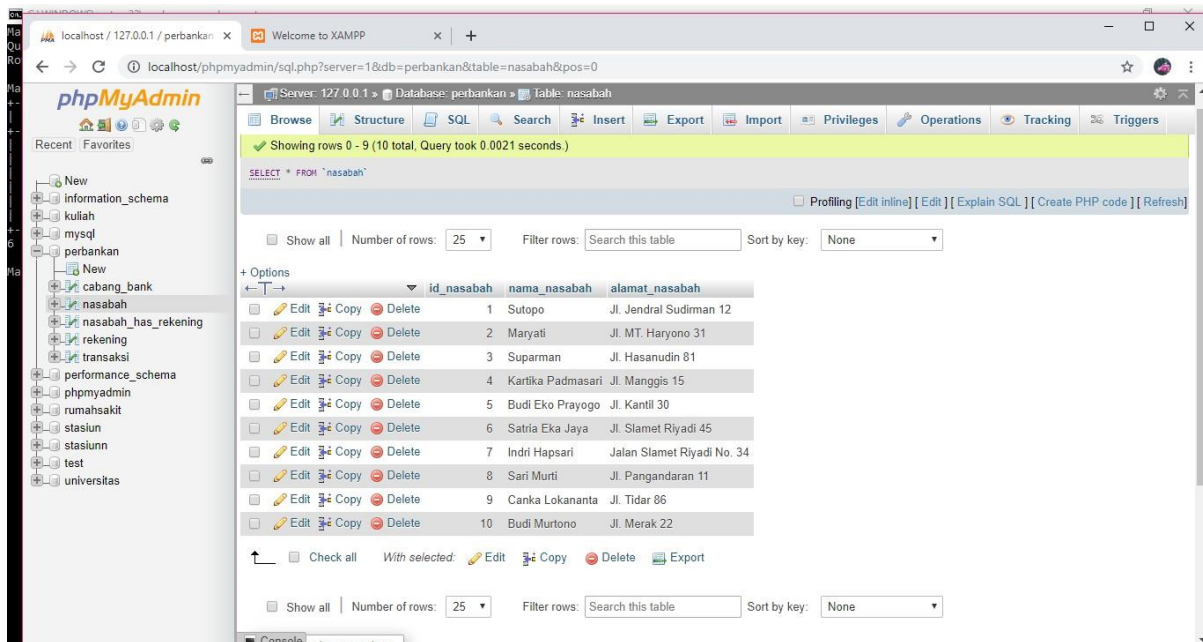 localhost / 127.0.0.1 / perbankan
Welcome to XAMPP
localhost/phpmyadmin/sql.php?server=1&db=perbankan&table=nasabah&pos=0
phpMyAdmin
Recent Favorites
New
information_schema
kuliah
mysql
perbankan
New
cabang_bank
nasabah
nasabah_has_rekening
rekening
transaksi
performance_schema
phpmyadmin
rumahsakit
stasiun
stasiunn
test
universitas
Server: 127.0.0.1 » Database: perbankan » Table: nasabah
Browse Structure SQL Search Insert Export Import Privileges Operations Tracking Triggers
Showing rows 0 - 9 (10 total, Query took 0.0021 seconds.)
SELECT * FROM `nasabah`
Profiling [Edit inline] [ Edit ] [ Explain SQL ] [ Create PHP code ] [ Refresh]
Show all | Number of rows: 25 Filter rows: Search this table Sort by key: None
+ Options
←T→ id_nasabah nama_nasabah alamat_nasabah
Edit Copy Delete 1 Sutopo Jl. Jendral Sudirman 12
Edit Copy Delete 2 Maryati Jl. MT. Haryono 31
Edit Copy Delete 3 Suparman Jl. Hasanudin 81
Edit Copy Delete 4 Kartika Padmasari Jl. Manggis 15
Edit Copy Delete 5 Budi Eko Prayogo Jl. Kantil 30
Edit Copy Delete 6 Satria Eka Jaya Jl. Slamet Riyadi 45
Edit Copy Delete 7 Indri Hapsari Jalan Slamet Riyadi No. 34
Edit Copy Delete 8 Sari Murti Jl. Pangandaran 11
Edit Copy Delete 9 Canka Lokananta Jl. Tidar 86
Edit Copy Delete 10 Budi Murtono Jl. Merak 22
Check all With selected: Edit Copy Delete Export
Show all | Number of rows: 25 Filter rows: Search this table Sort by key: None
Console